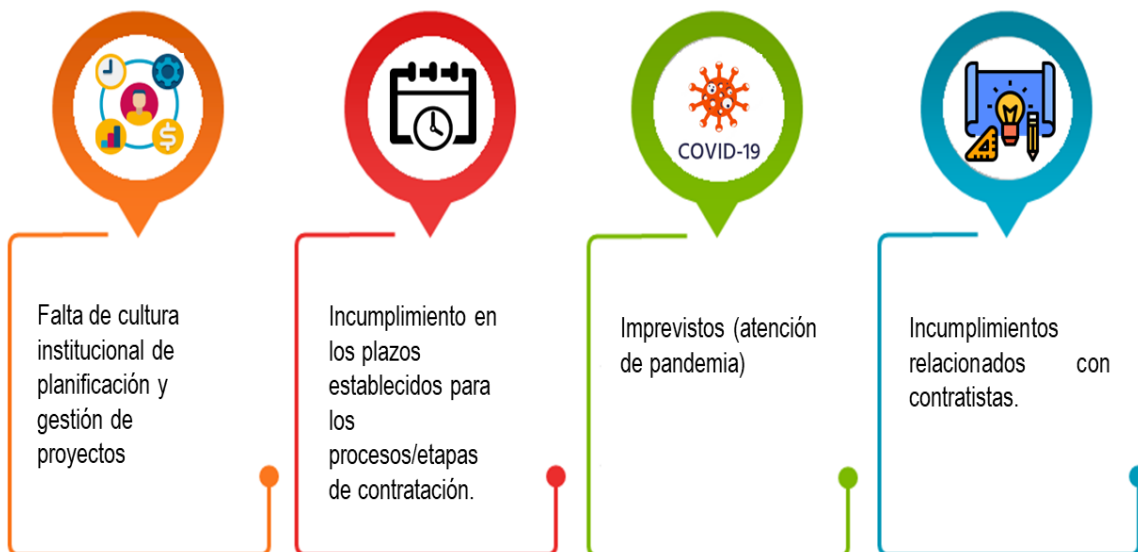 COVID-19
Falta de cultura
institucional de
planificación y
gestión de
proyectos
Incumplimiento en
los plazos
establecidos para
los
procesos/etapas
de contratación.
Imprevistos (atención
de pandemia)
Incumplimientos
relacionados con
contratistas.